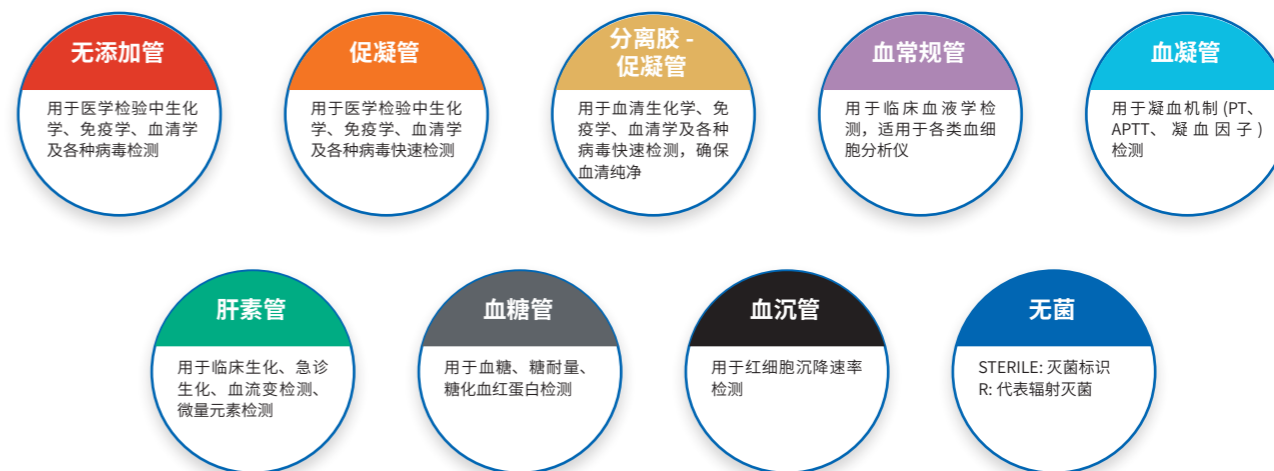 无添加管
用于医学检验中生化
学、免疫学、血清学
及各种病毒检测
促凝管
用于医学检验中生化
学、免疫学、血清学
及各种病毒快速检测
分离胶 -
促凝管
用于血清生化学、免
疫学、血清学及各种
病毒快速检测，确保
血清纯净
血常规管
用于临床血液学检
测，适用于各类血细
胞分析仪
血凝管
用于凝血机制 (PT、
APTT、凝血因子)
检测
肝素管
用于临床生化、急诊
生化、血流变检测、
微量元素检测
血糖管
用于血糖、糖耐量、
糖化血红蛋白检测
血沉管
用于红细胞沉降速率
检测
无菌
STERILE: 灭菌标识
R: 代表辐射灭菌